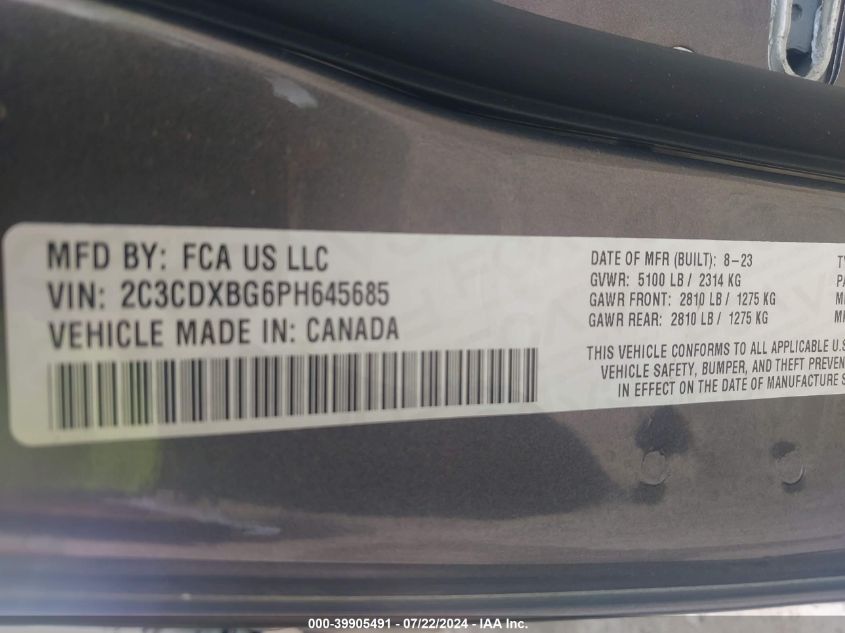 MFD BY: FCA US LLC
VIN: 2C3CDXBG6PH645685
VEHICLE MADE IN: CANADA
DATE OF MFR (BUILT): 8-23
GVWR: 5100 LB / 2314 KG
GAWR FRONT: 2810 LB / 1275 KG
GAWR REAR: 2810 LB / 1275 KG
THIS VEHICLE CONFORMS TO ALL APPLICABLE U.S
VEHICLE SAFETY, BUMPER, AND THEFT PREVEN
IN EFFECT ON THE DATE OF MANUFACTURE S
000-39905491 - 07/22/2024 - IAA Inc.